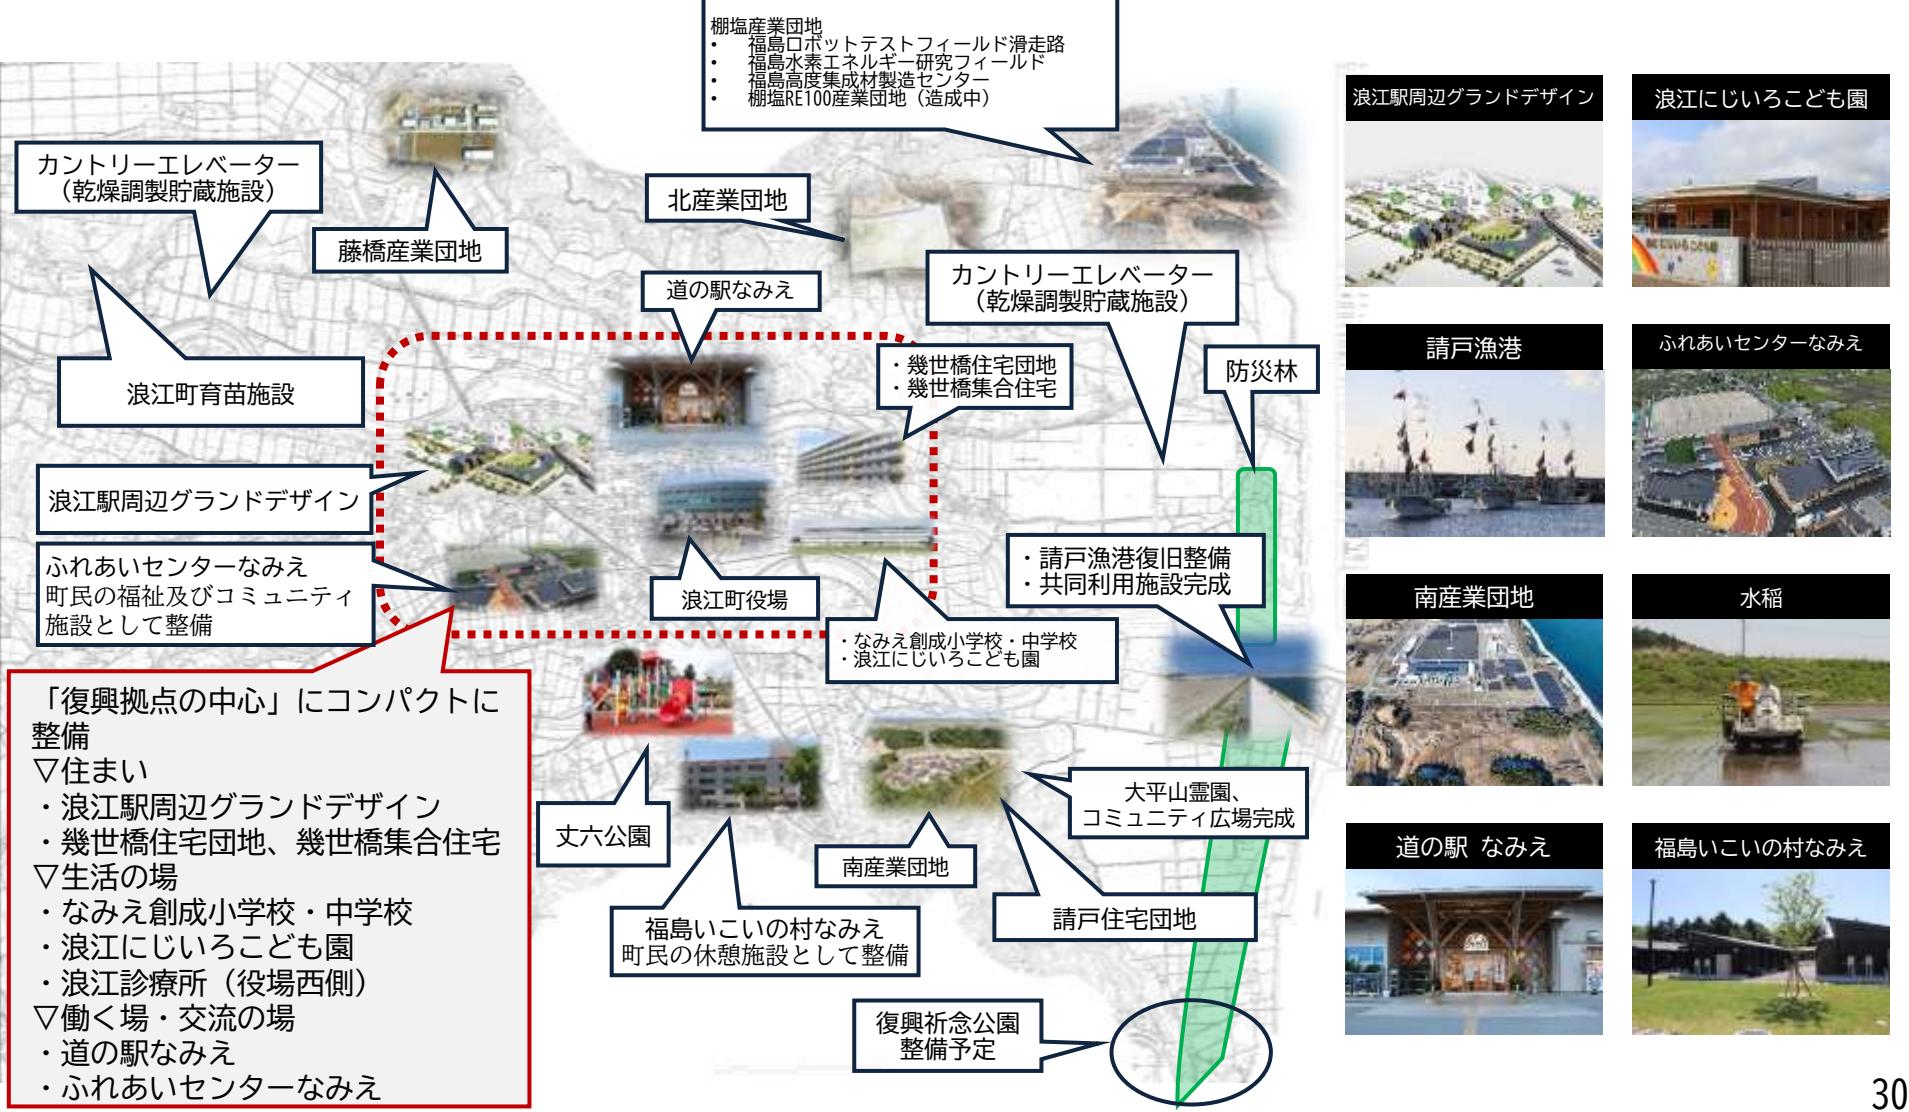 棚塩産業団地
・ 福島ロボットテストフィールド滑走路
・ 福島水素エネルギー研究フィールド
・ 福島高度集成材製造センター
・ 棚塩RE100産業団地（造成中）
カントリーエレベーター
（乾燥調製貯蔵施設）
藤橋産業団地
北産業団地
道の駅なみえ
カントリーエレベーター
（乾燥調製貯蔵施設）
・幾世橋住宅団地
・幾世橋集合住宅
防災林
浪江町育苗施設
浪江駅周辺グランドデザイン
ふれあいセンターなみえ
町民の福祉及びコミュニティ
施設として整備
浪江町役場
・請戸漁港復旧整備
・共同利用施設完成
・なみえ創成小学校・中学校
・浪江にじいろこども園
「復興拠点の中心」にコンパクトに
整備
▽住まい
・浪江駅周辺グランドデザイン
・幾世橋住宅団地、幾世橋集合住宅
▽生活の場
・なみえ創成小学校・中学校
・浪江にじいろこども園
・浪江診療所（役場西側）
▽働く場・交流の場
・道の駅なみえ
・ふれあいセンターなみえ
丈六公園
福島いこいの村なみえ
町民の休憩施設として整備
南産業団地
大平山霊園、
コミュニティ広場完成
請戸住宅団地
復興祈念公園
整備予定
浪江駅周辺グランドデザイン
浪江にじいろこども園
請戸漁港
ふれあいセンターなみえ
南産業団地
水稲
道の駅 なみえ
福島いこいの村なみえ
30